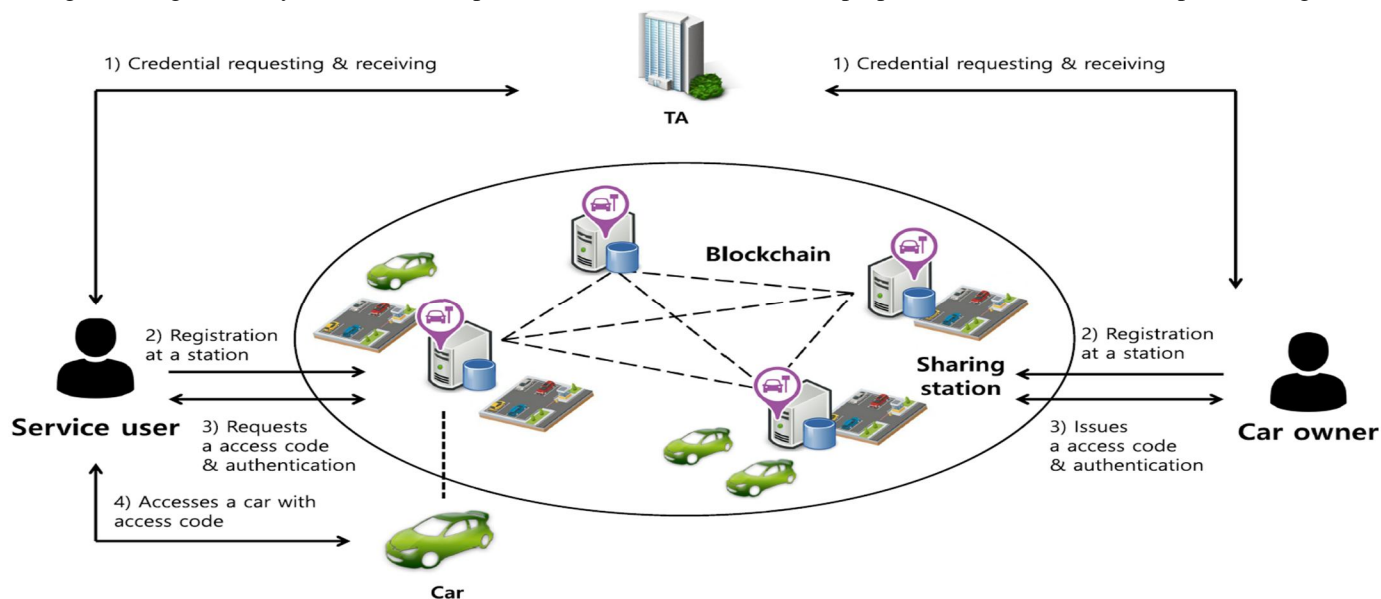 1) Credential requesting & receiving
1) Credential requesting & receiving
TA
Blockchain
2) Registration
at a station
2) Registration
at a station
Sharing
station
Service user
3) Requests
a access code
& authentication
3) Issues
a access code
& authentication
Car owner
4) Accesses a car with
access code
Car